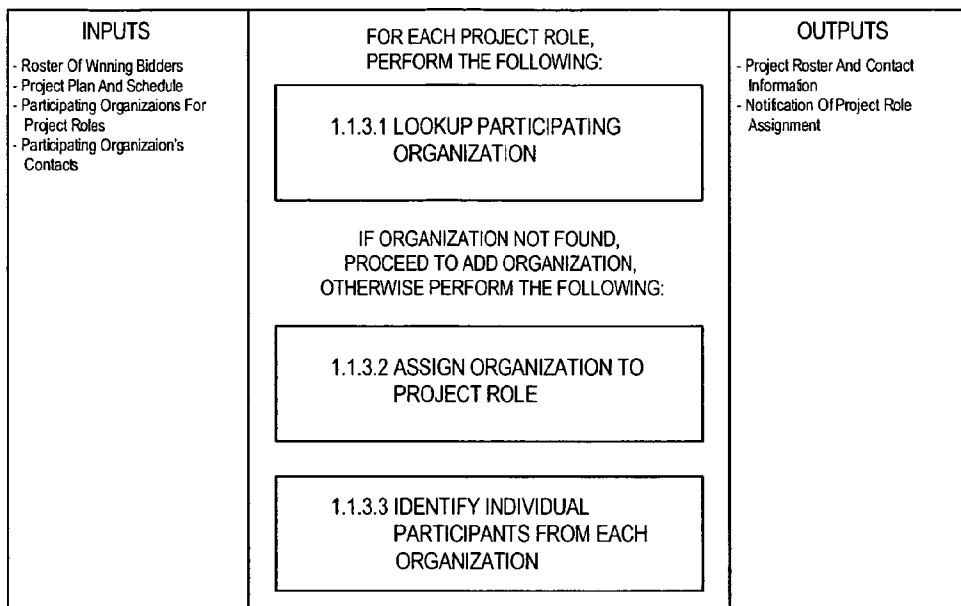 INPUTS
- Roster Of Winning Bidders
- Project Plan And Schedule
- Participating Organizaions For
Project Roles
- Participating Organizaion's
Contacts
FOR EACH PROJECT ROLE,
PERFORM THE FOLLOWING:
1.1.3.1 LOOKUP PARTICIPATING
ORGANIZATION
IF ORGANIZATION NOT FOUND,
PROCEED TO ADD ORGANIZATION,
OTHERWISE PERFORM THE FOLLOWING:
1.1.3.2 ASSIGN ORGANIZATION TO
PROJECT ROLE
1.1.3.3 IDENTIFY INDIVIDUAL
PARTICIPANTS FROM EACH
ORGANIZATION
OUTPUTS
- Project Roster And Contact
Information
- Notification Of Project Role
Assignment